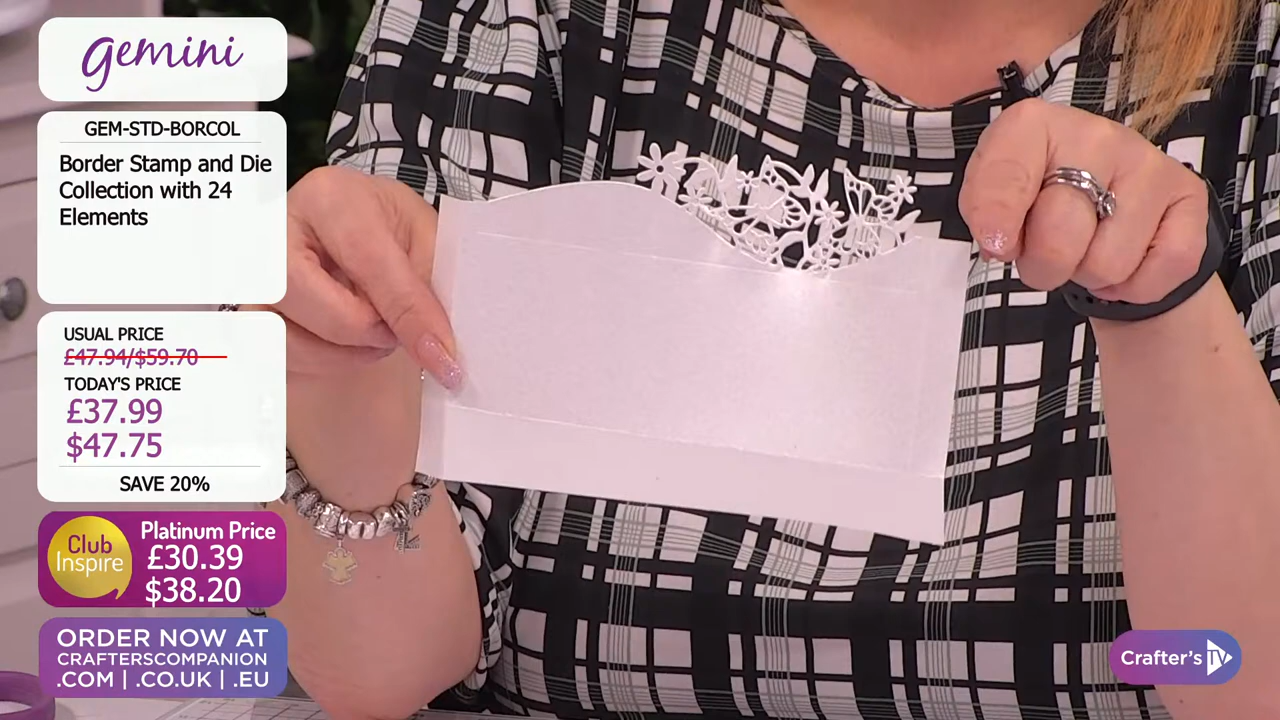 gemini
GEM-STD-BORCOL
Border Stamp and Die
Collection with 24
Elements
USUAL PRICE
£47.94/$59.70
TODAY'S PRICE
£37.99
$47.75
SAVE 20%
Club
Inspire
Platinum Price
£30.39
$38.20
ORDER NOW AT
CRAFTERSCOMPANION
.COM | .CO.UK | .EU
Crafter's TV